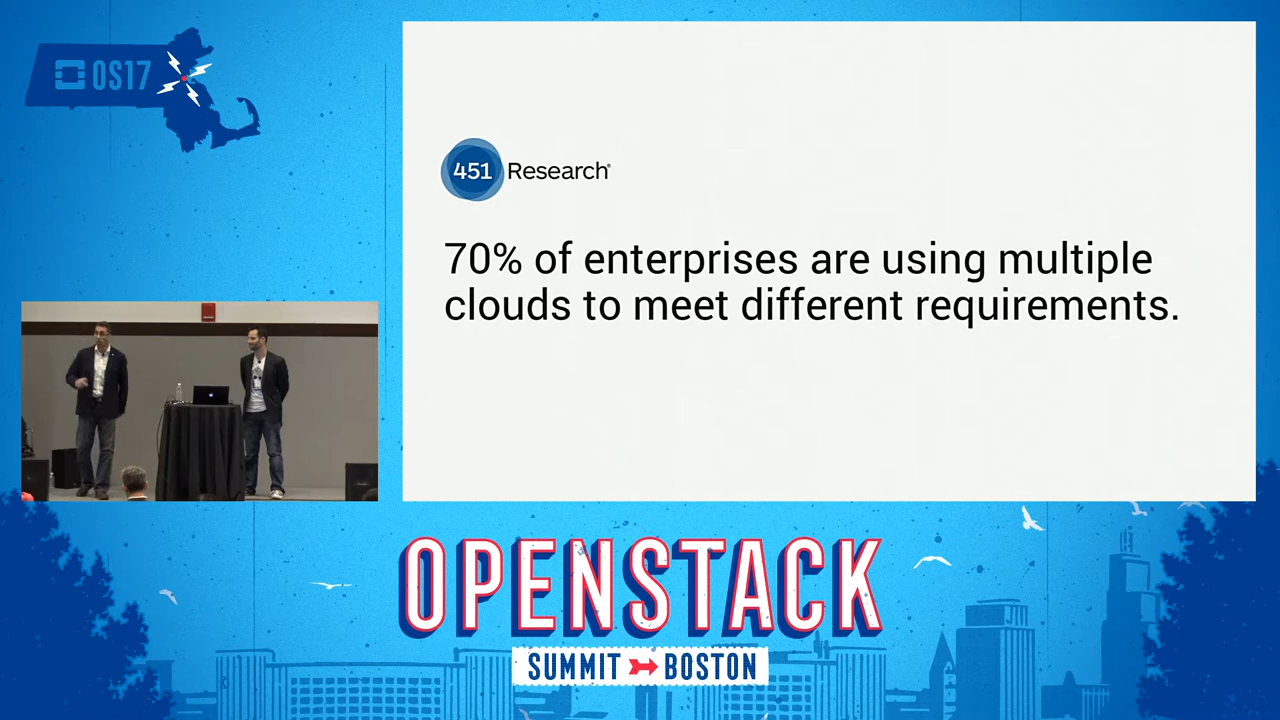 OS17
451 Research®
70% of enterprises are using multiple
clouds to meet different requirements.
OPENSTACK
SUMMIT BOSTON